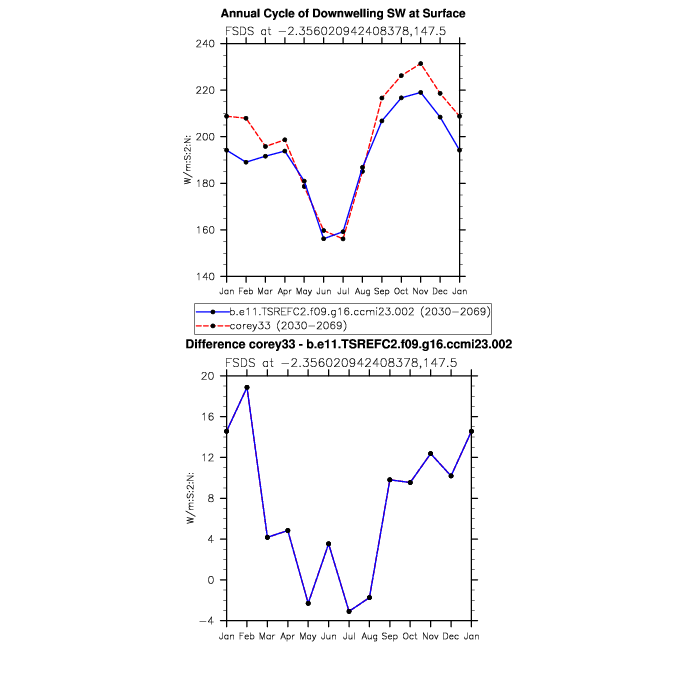 Annual Cycle of Downwelling SW at Surface
FSDS at −2.356020942408378,147.5
240
220
200
180
160
140
W/m:S:2:N:
Jan Feb Mar Apr May Jun Jul Aug Sep Oct Nov Dec Jan
b.e11.TSREFC2.f09.g16.ccmi23.002 (2030−2069)
corey33 (2030−2069)
Difference corey33 - b.e11.TSREFC2.f09.g16.ccmi23.002
FSDS at −2.356020942408378,147.5
20
16
12
8
4
0
−4
W/m:S:2:N:
Jan Feb Mar Apr May Jun Jul Aug Sep Oct Nov Dec Jan